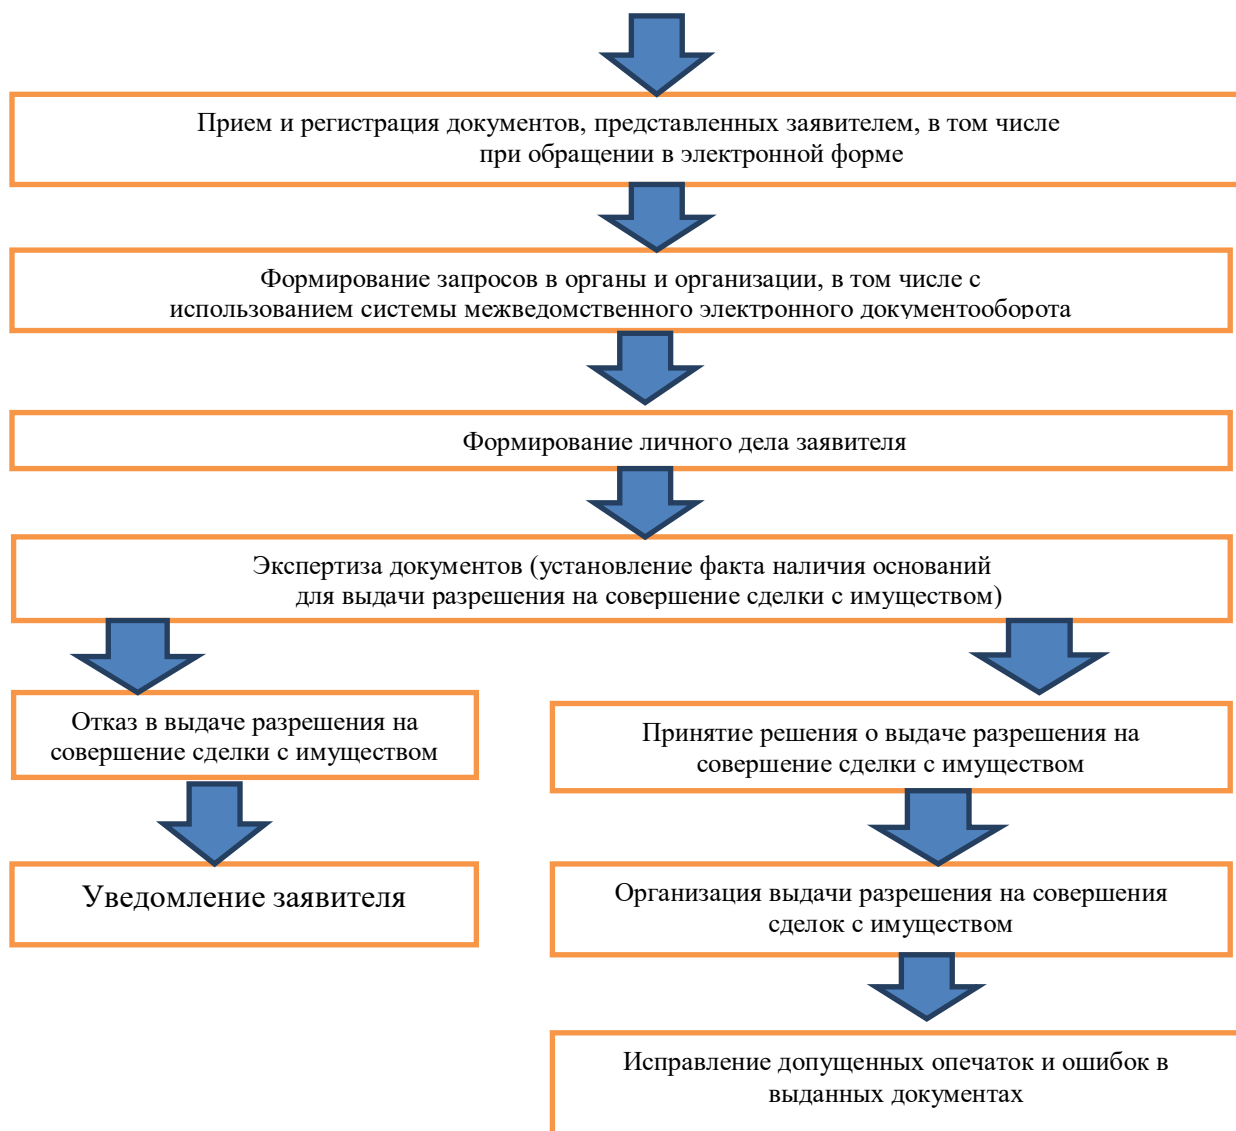 Прием и регистрация документов, представленных заявителем, в том числе
при обращении в электронной форме
Формирование запросов в органы и организации, в том числе с
использованием системы межведомственного электронного документооборота
Формирование личного дела заявителя
Экспертиза документов (установление факта наличия оснований
для выдачи разрешения на совершение сделки с имуществом)
Отказ в выдаче разрешения на
совершение сделки с имуществом
Принятие решения о выдаче разрешения на
совершение сделки с имуществом
Уведомление заявителя
Организация выдачи разрешения на совершения
сделок с имуществом
Исправление допущенных опечаток и ошибок в
выданных документах